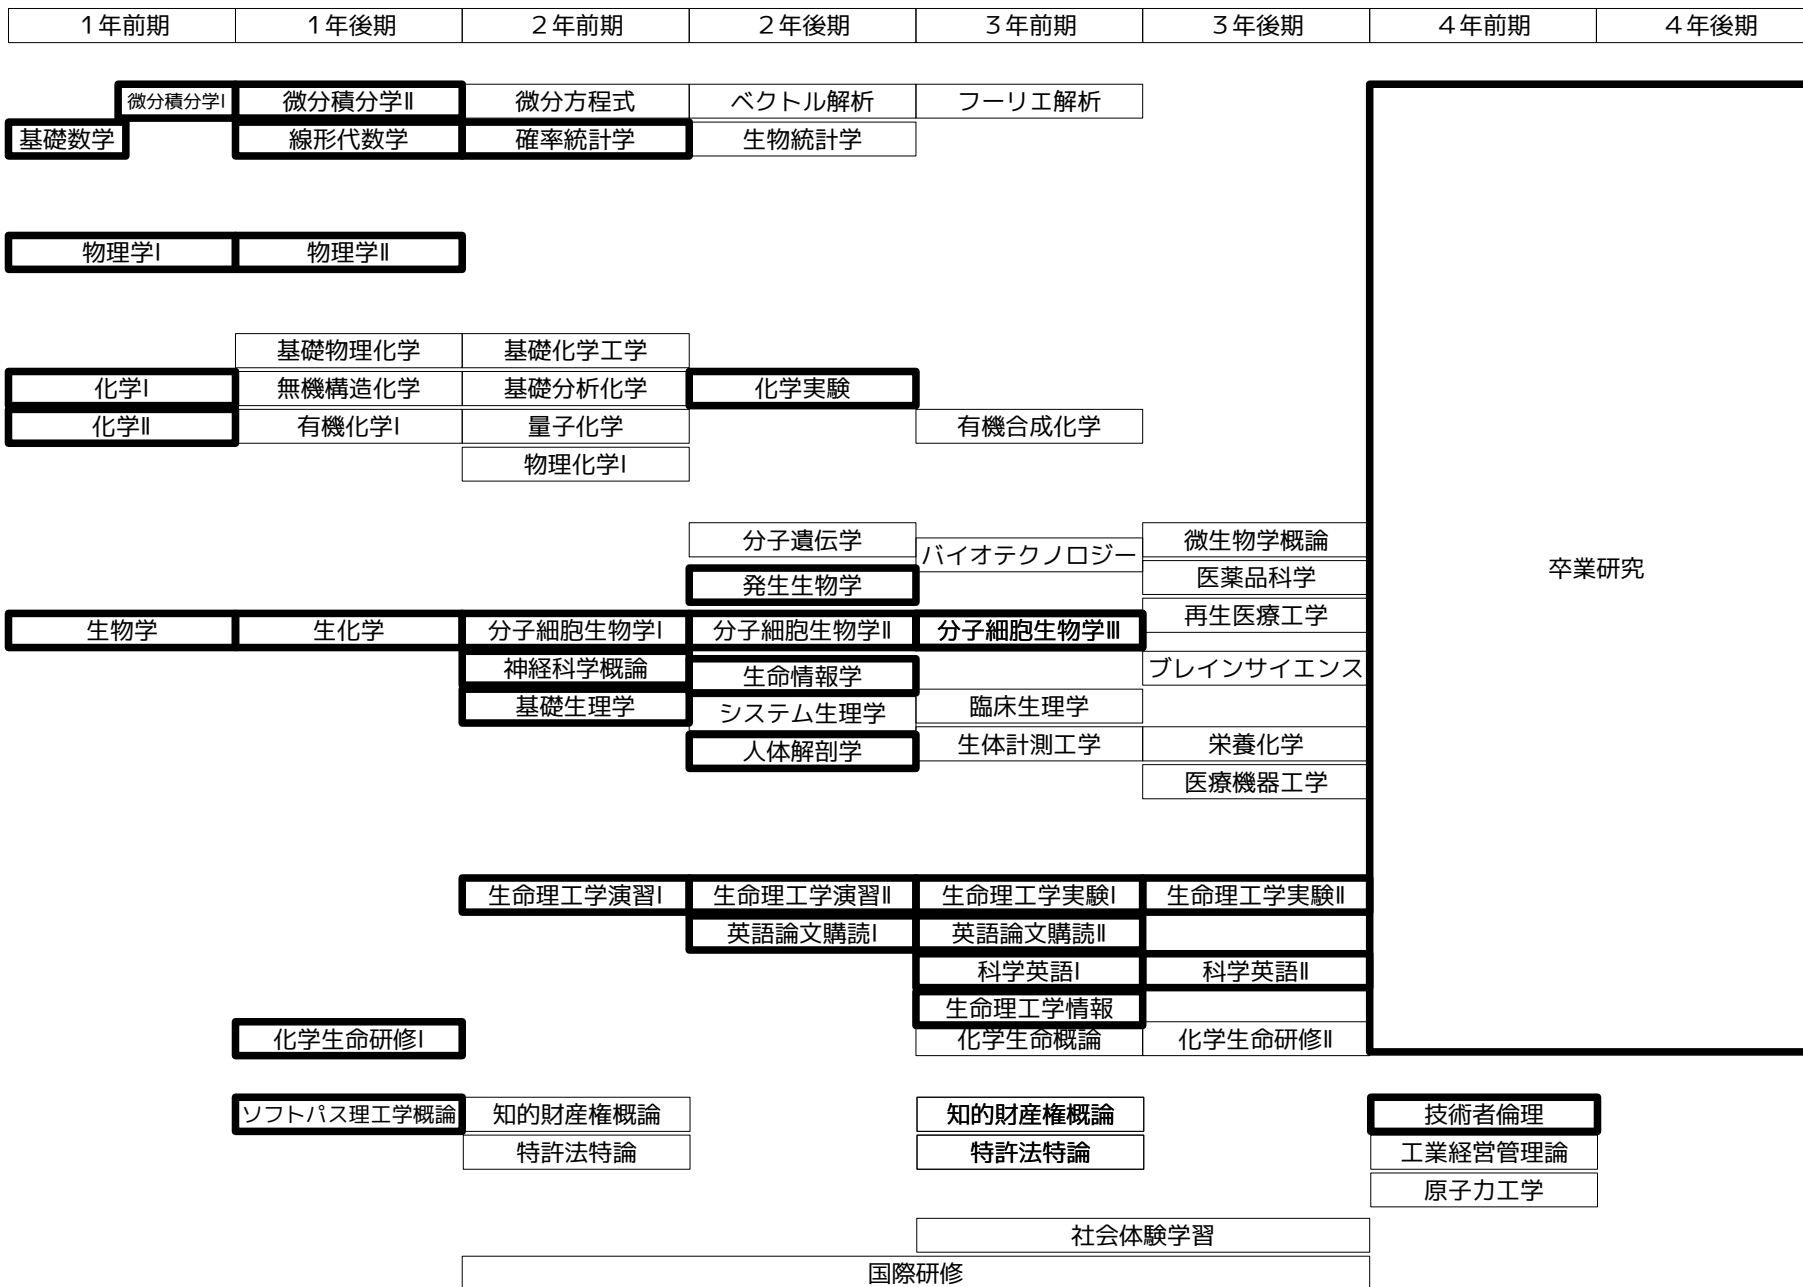 １年前期 １年後期 ２年前期 ２年後期 ３年前期 ３年後期 ４年前期 ４年後期
微分積分学Ⅰ 微分積分学Ⅱ 微分方程式 ベクトル解析 フーリエ解析
基礎数学 線形代数学 確率統計学 生物統計学
物理学Ⅰ 物理学Ⅱ
基礎物理化学 基礎化学工学
化学Ⅰ 無機構造化学 基礎分析化学 化学実験
化学Ⅱ 有機化学Ⅰ 量子化学 有機合成化学
物理化学Ⅰ
分子遺伝学 バイオテクノロジー 微生物学概論
発生生物学 医薬品科学 卒業研究
生物学 生化学 分子細胞生物学Ⅰ 分子細胞生物学Ⅱ 分子細胞生物学Ⅲ 再生医療工学
神経科学概論 生命情報学 ブレインサイエンス
基礎生理学 システム生理学 臨床生理学
人体解剖学 生体計測工学 栄養化学
医療機器工学
生命理工学演習Ⅰ 生命理工学演習Ⅱ 生命理工学実験Ⅰ 生命理工学実験Ⅱ
英語論文購読Ⅰ 英語論文購読Ⅱ
科学英語Ⅰ 科学英語Ⅱ
生命理工学情報
化学生命研修Ⅰ 化学生命概論 化学生命研修Ⅱ
ソフトパス理工学概論 知的財産権概論 知的財産権概論 技術者倫理
特許法特論 特許法特論 工業経営管理論
原子力工学
社会体験学習
国際研修